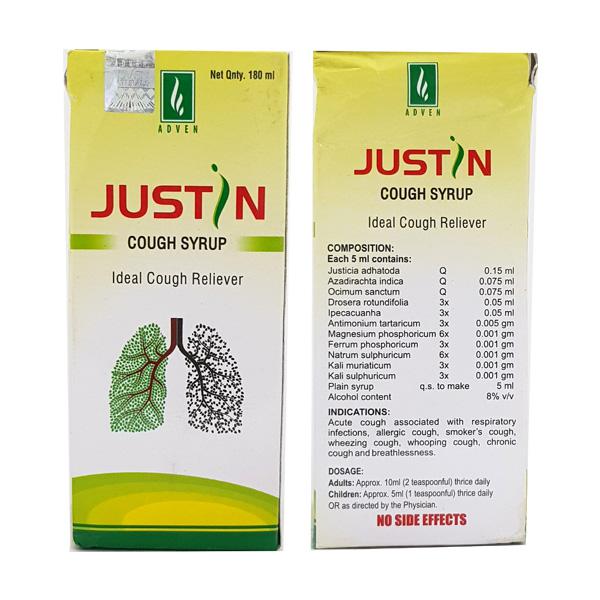 Net Qnty. 180 ml
ADVEN
JUSTIN
COUGH SYRUP
Ideal Cough Reliever
ADVEN
JUSTIN
COUGH SYRUP
Ideal Cough Reliever
COMPOSITION:
Each 5 ml contains:
Justicia adhatoda Q 0.15 ml
Azadirachta indica Q 0.075 ml
Ocimum sanctum Q 0.075 ml
Drosera rotundifolia 3x 0.05 ml
Ipecacuanha 3x 0.05 ml
Antimonium tartaricum 3x 0.005 gm
Magnesium phosphoricum 6x 0.001 gm
Ferrum phosphoricum 3x 0.001 gm
Natrum sulphuricum 6x 0.001 gm
Kali muriaticum 3x 0.001 gm
Kali sulphuricum 3x 0.001 gm
Plain syrup q.s. to make 5 ml
Alcohol content 8% v/v
INDICATIONS:
Acute cough associated with respiratory
infections, allergic cough, smoker's cough,
wheezing cough, whooping cough, chronic
cough and breathlessness.
DOSAGE:
Adults: Approx. 10ml (2 teaspoonful) thrice daily
Children: Approx. 5ml (1 teaspoonful) thrice daily
OR as directed by the Physician.
NO SIDE EFFECTS